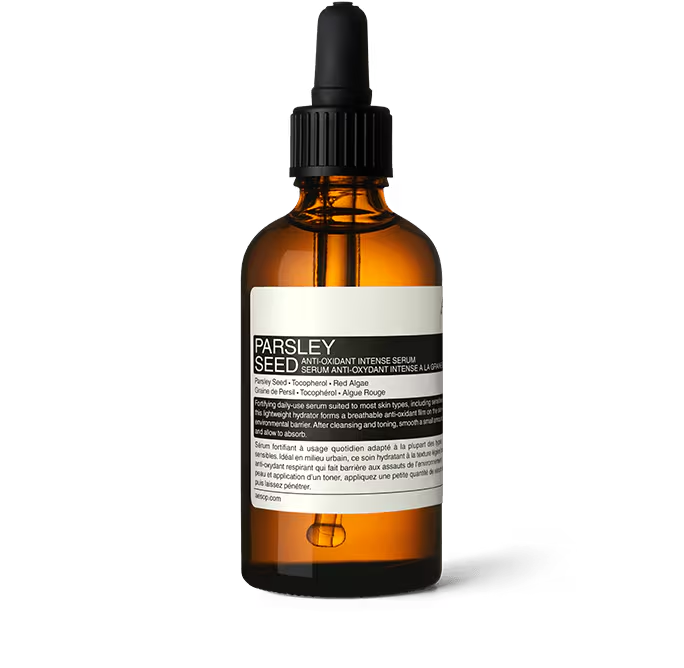 PARSLEY
SEED ANTI-OXIDANT INTENSE SERUM
SERUM ANTI-OXYDANT INTENSE A LA
Parsley Seed • Tocopherol • Red Algae
Graine de Persil • Tocophérol • Algue Rouge
Fortifying daily-use serum suited to most skin types, including
this lightweight hydrator forms a breathable anti-oxidant film on the
environmental barrier. After cleansing and toning, smooth a small
and allow to absorb.
Sérum fortifiant à usage quotidien adapté à la plupart des
sensibles. Idéal en milieu urbain, ce soin hydratant à la texture
anti-oxydant respirant qui fait barrière aux assauts de
peau et application d'un toner, appliquez une petite quantité de
puis laissez pénétrer.
aesop.com